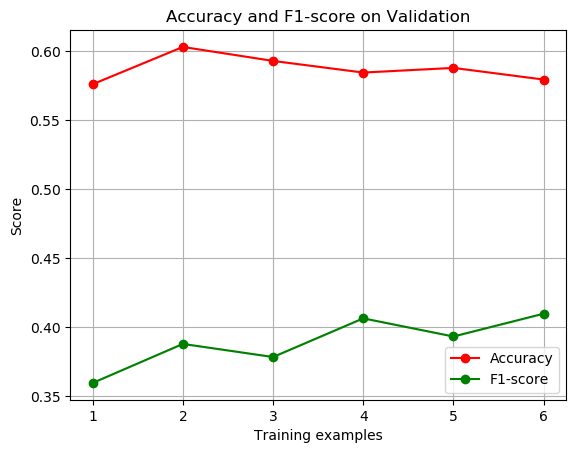 Accuracy and F1-score on Validation
Score
0.60
0.55
0.50
0.45
0.40
0.35
1 2 3 4 5 6
Training examples
Accuracy
F1-score